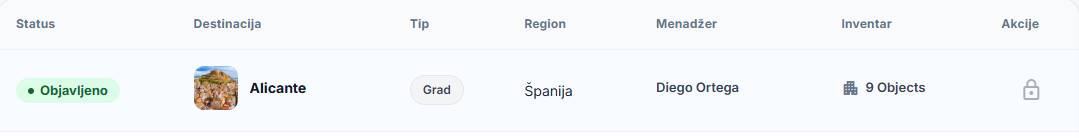 Status Destinacija Tip Region Menadžer Inventar Akcije
Objavljeno Alicante Grad Španija Diego Ortega 9 Objects